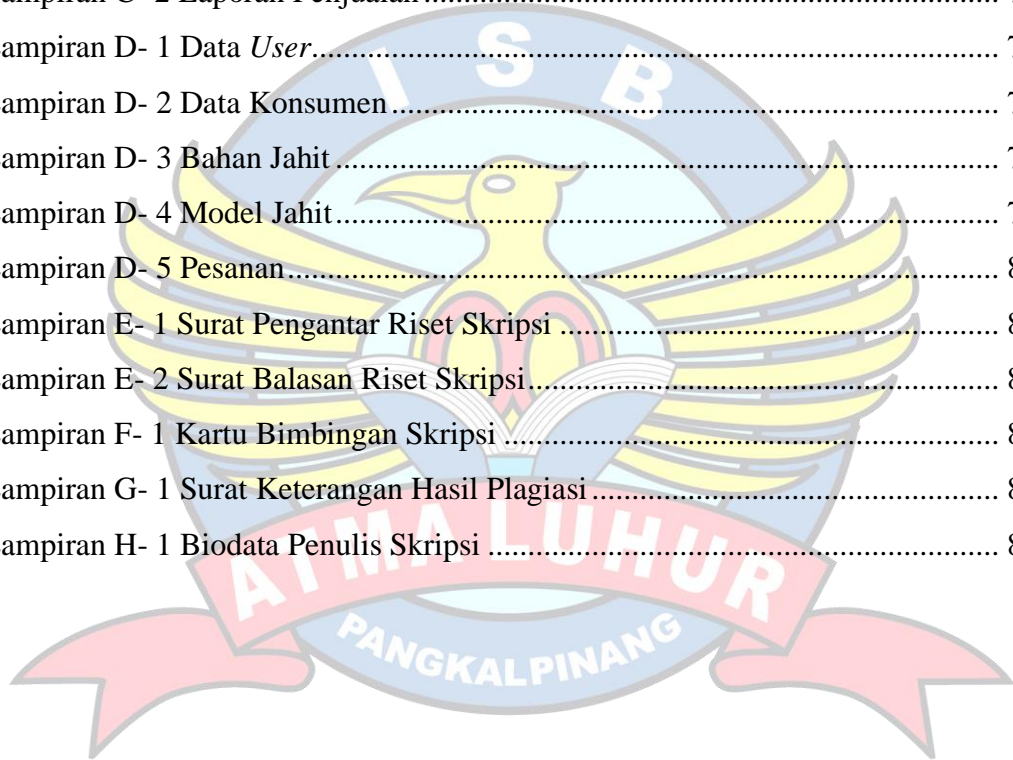 ampiran D- 1 Data User........ 7
ampiran D- 2 Data Konsumen........ 7
ampiran D- 3 Bahan Jahit........ 7
ampiran D- 4 Model Jahit........ 7
ampiran D- 5 Pesanan........ 8
ampiran E- 1 Surat Pengantar Riset Skripsi ........ 8
ampiran E- 2 Surat Balasan Riset Skripsi........ 8
ampiran F- 1 Kartu Bimbingan Skripsi ........ 8
ampiran G- 1 Surat Keterangan Hasil Plagiasi........ 8
ampiran H- 1 Biodata Penulis Skripsi ........ 8
I S B
ATMA LUHUR
PANGKALPINANG